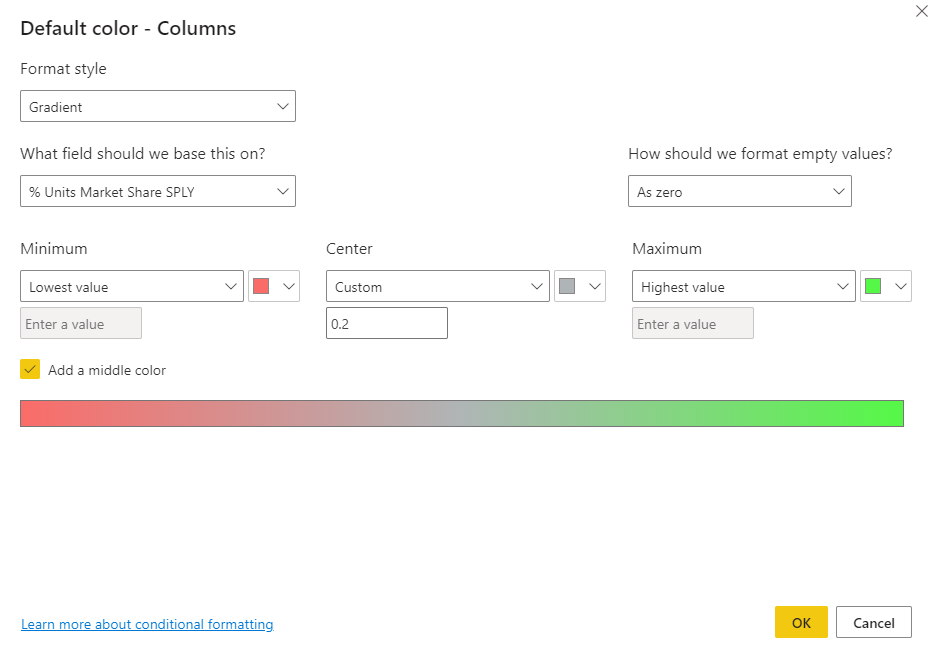 Default color - Columns
Format style
Gradient
What field should we base this on?
How should we format empty values?
% Units Market Share SPLY
As zero
Minimum
Center
Maximum
Lowest value
Custom
Highest value
Enter a value
0.2
Enter a value
Add a middle color
Learn more about conditional formatting
OK
Cancel